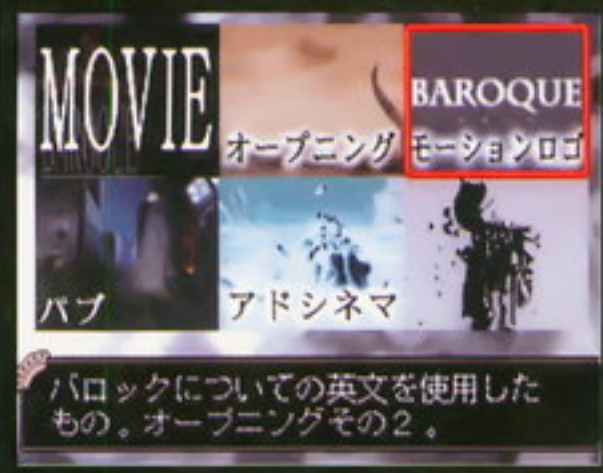 MOVIE
オープニング
BAROQUE
モーションロゴ
パブ
アドシネマ
バロックについての英文を使用した
もの。オープニングその2。